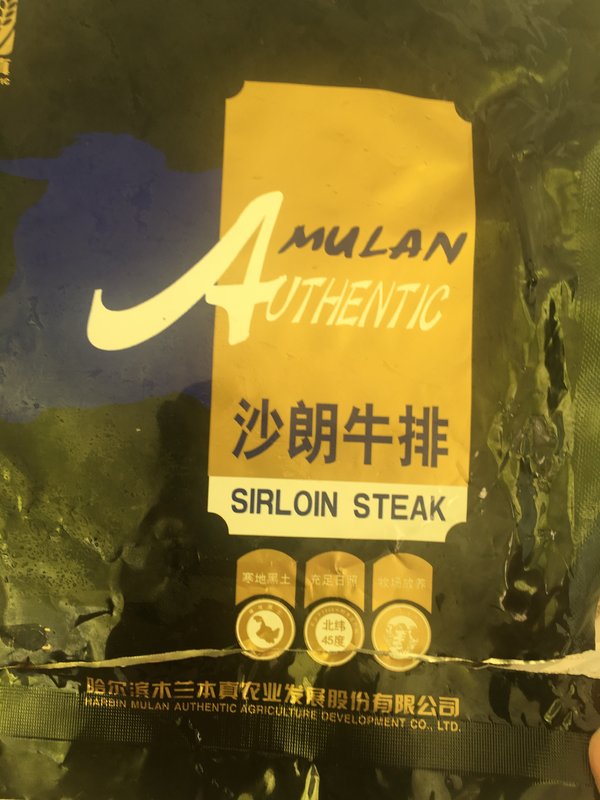 MULAN
AUTHENTIC
沙朗牛排
SIRLOIN STEAK
寒地黑土 充足日照 牧场放养
北纬
45度
哈尔滨木兰本真农业发展股份有限公司
HARBIN MULAN AUTHENTIC AGRICULTURE DEVELOPMENT CO., LTD.